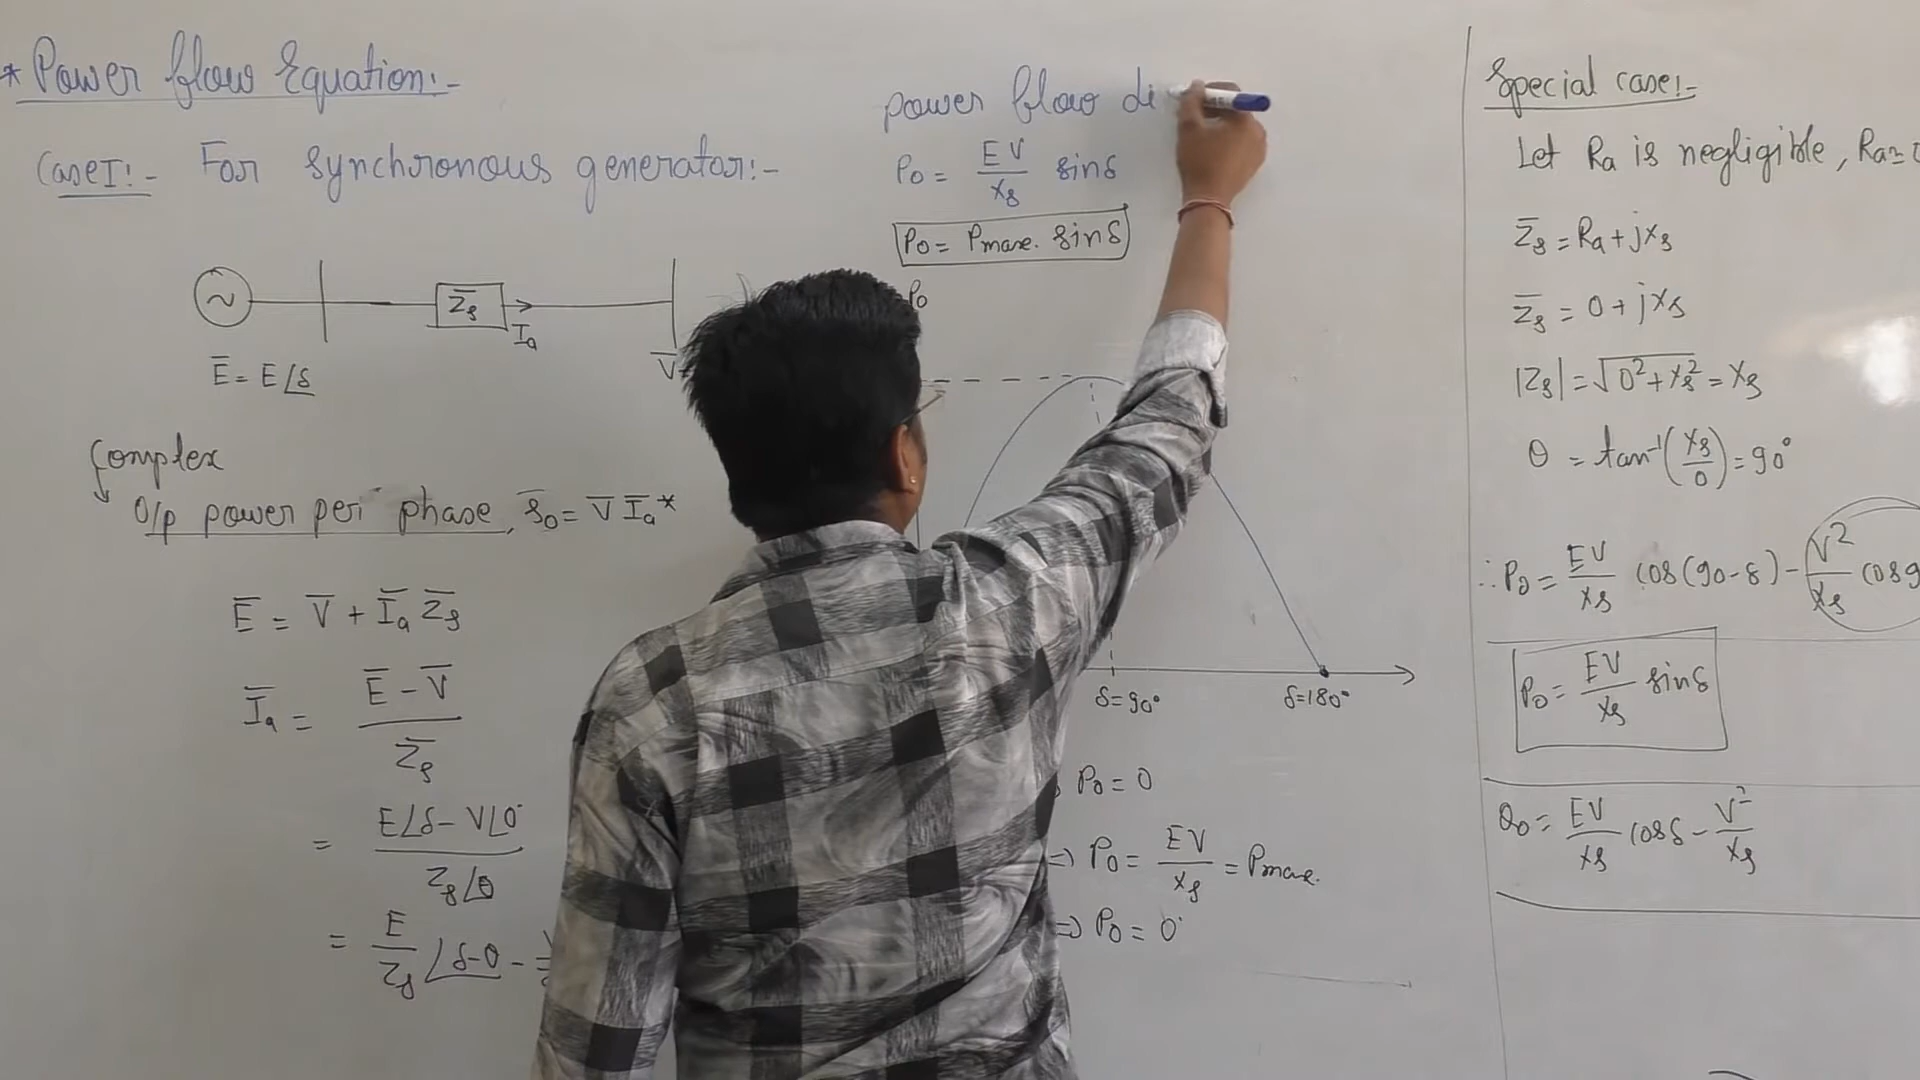 * Power flow Equation:-
Case I:- For synchronous generator:-
Z̅s
Ia
E̅ = E∠δ
V̅
Complex
O/p power per phase, S̅o = V̅ I̅a*
E̅ = V̅ + I̅a Z̅s
I̅a = (E̅ - V̅) / Z̅s
= (E∠δ - V∠0°) / Zs∠θ
= E/Zs ∠δ-θ -
power flow di
Po = EV/Xs sinδ
Po = Pmax. sinδ
Po
δ=90°
δ=180°
Po = 0
=> Po = EV/Xs = Pmax.
=> Po = 0
Special case:-
Let Ra is negligible, Ra=
Z̅s = Ra + jXs
Z̅s = 0 + jXs
|Zs| = √(0² + Xs²) = Xs
θ = tan⁻¹(Xs/0) = 90°
∴ Po = EV/Xs cos(90-δ) - V²/Xs cos9
Po = EV/Xs sinδ
Qo = EV/Xs cosδ - V²/Xs